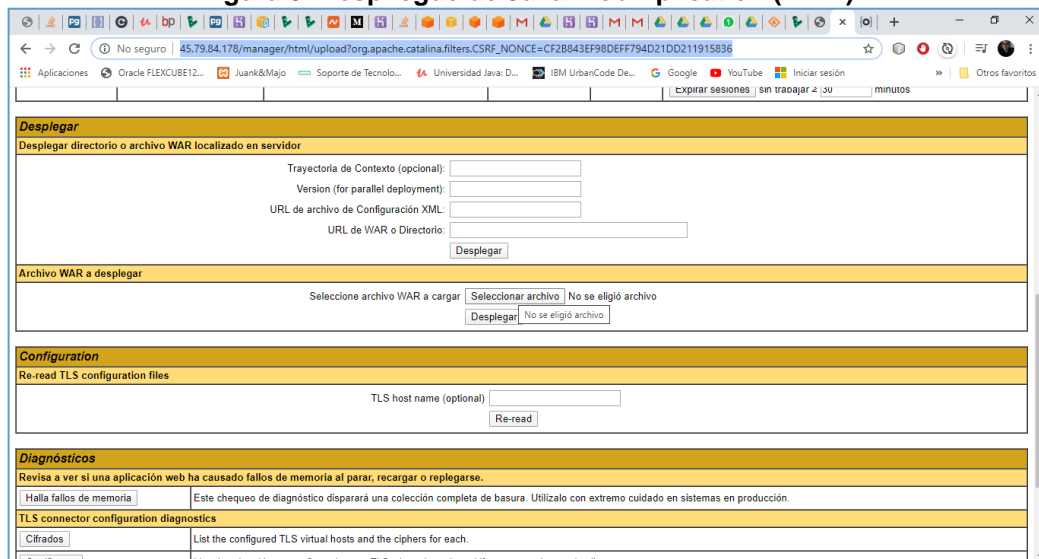 No seguro | 45.79.84.178/manager/html/upload?org.apache.catalina.filters.CSRF_NONCE=CF2B843EF98DEFF794D21DD211915836
Aplicaciones Oracle FLEXCUBE12... Junk&Majo Soporte de Tecnolo... Universidad Java: D... IBM UrbanCode De... Google YouTube Iniciar sesión » Otros favoritos
Expirar sesiones sin trabajar ≥ 30 minutos
Desplegar
Desplegar directorio o archivo WAR localizado en servidor
Trayectoria de Contexto (opcional):
Version (for parallel deployment):
URL de archivo de Configuración XML:
URL de WAR o Directorio:
Desplegar
Archivo WAR a desplegar
Seleccione archivo WAR a cargar Seleccionar archivo No se eligió archivo
Desplegar No se eligió archivo
Configuration
Re-read TLS configuration files
TLS host name (optional)
Re-read
Diagnósticos
Revisa a ver si una aplicación web ha causado fallos de memoria al parar, recargar o replegarse.
Halla fallos de memoria Este chequeo de diagnóstico disparará una colección completa de basura. Utilízalo con extremo cuidado en sistemas en producción.
TLS connector configuration diagnostics
Cifrados List the configured TLS virtual hosts and the ciphers for each.